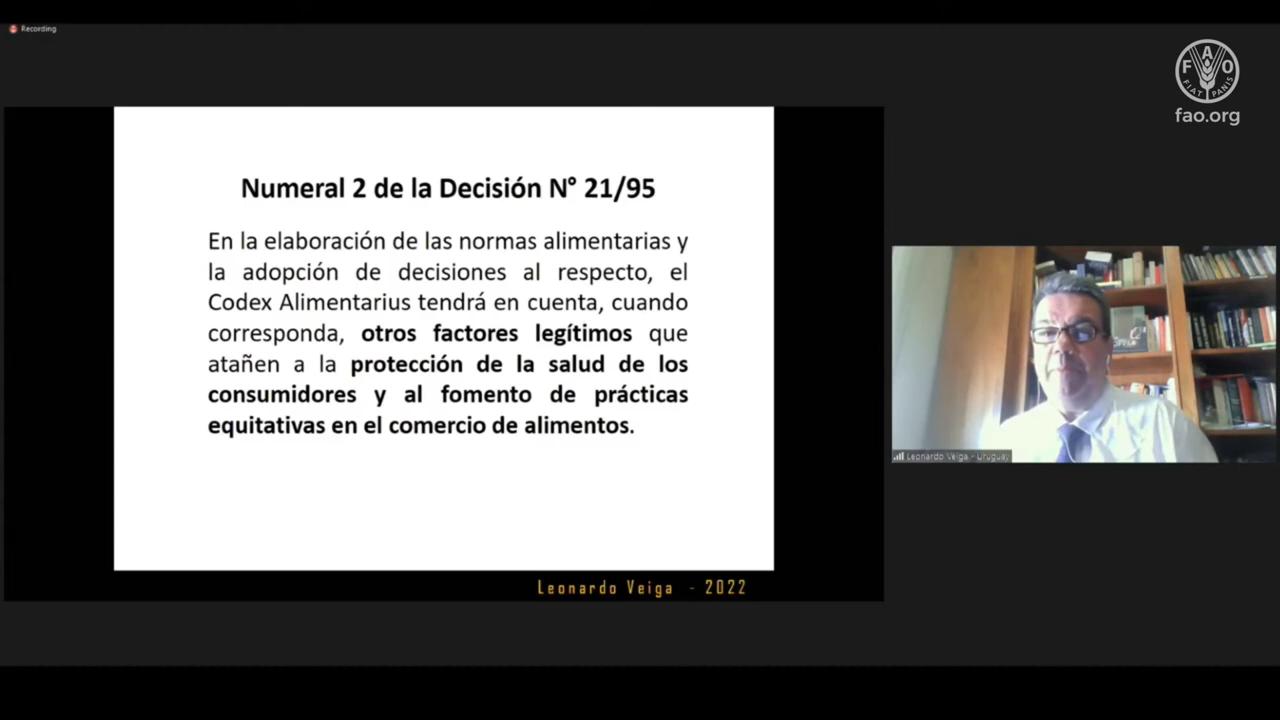 Recording
F A O
FIAT PANIS
fao.org
Numeral 2 de la Decisión N° 21/95
En la elaboración de las normas alimentarias y
la adopción de decisiones al respecto, el
Codex Alimentarius tendrá en cuenta, cuando
corresponda, otros factores legítimos que
atañen a la protección de la salud de los
consumidores y al fomento de prácticas
equitativas en el comercio de alimentos.
Leonardo Veiga - Uruguay
Leonardo Veiga - 2022